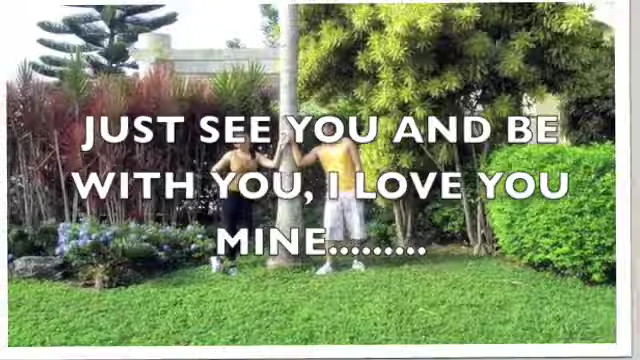 JUST SEE YOU AND BE
WITH YOU, I LOVE YOU
MINE.........